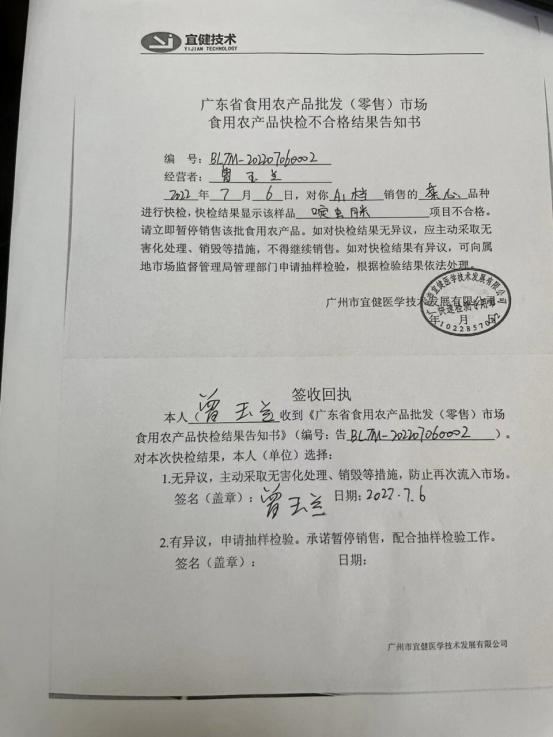 宜健技术
YIJIAN TECHNOLOGY
广东省食用农产品批发（零售）市场
食用农产品快检不合格结果告知书
编 号：BLTM-202207060002
经营者：曾玉兰
2022 年 7 月 6 日，对你 A1档 销售的 菜心 品种
进行快检，快检结果显示该样品 啶虫脒 项目不合格。
请立即暂停销售该批食用农产品。如对快检结果无异议，应主动采取无
害化处理、销毁等措施，不得继续销售。如对快检结果有异议，可向属
地市场监督管理局管理部门申请抽样检验，根据检验结果依法处理。
广州市宜健医学技术发展有限公司
年 月 日
签收回执
本人（曾玉兰）收到《广东省食用农产品批发（零售）市场
食用农产品快检结果告知书》（编号：告BLTM-202207060002）。
对本次快检结果，本人（单位）选择：
1.无异议，主动采取无害化处理、销毁等措施，防止再次流入市场。
签名（盖章）：曾玉兰 日期：2022.7.6
2.有异议，申请抽样检验。承诺暂停销售，配合抽样检验工作。
签名（盖章）： 日期：
广州市宜健医学技术发展有限公司